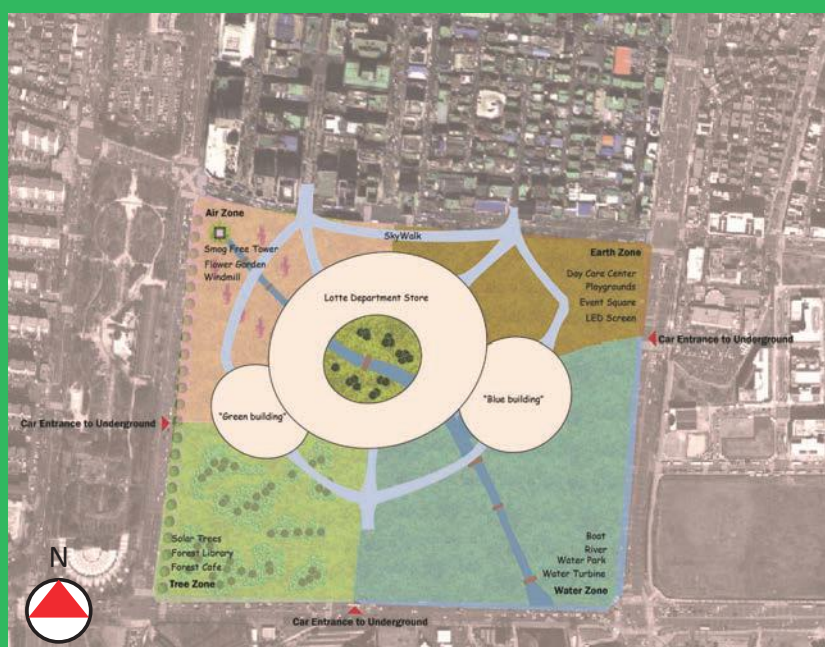 Air Zone
Smog Free Tower
Flower Garden
Windmill
SkyWalk
Earth Zone
Day Care Center
Playgrounds
Event Square
LED Screen
Lotte Department Store
Car Entrance to Underground
"Green building"
"Blue building"
Car Entrance to Underground
Solar Trees
Forest Library
Forest Cafe
Tree Zone
Boat
River
Water Park
Water Turbine
Water Zone
N
Car Entrance to Underground